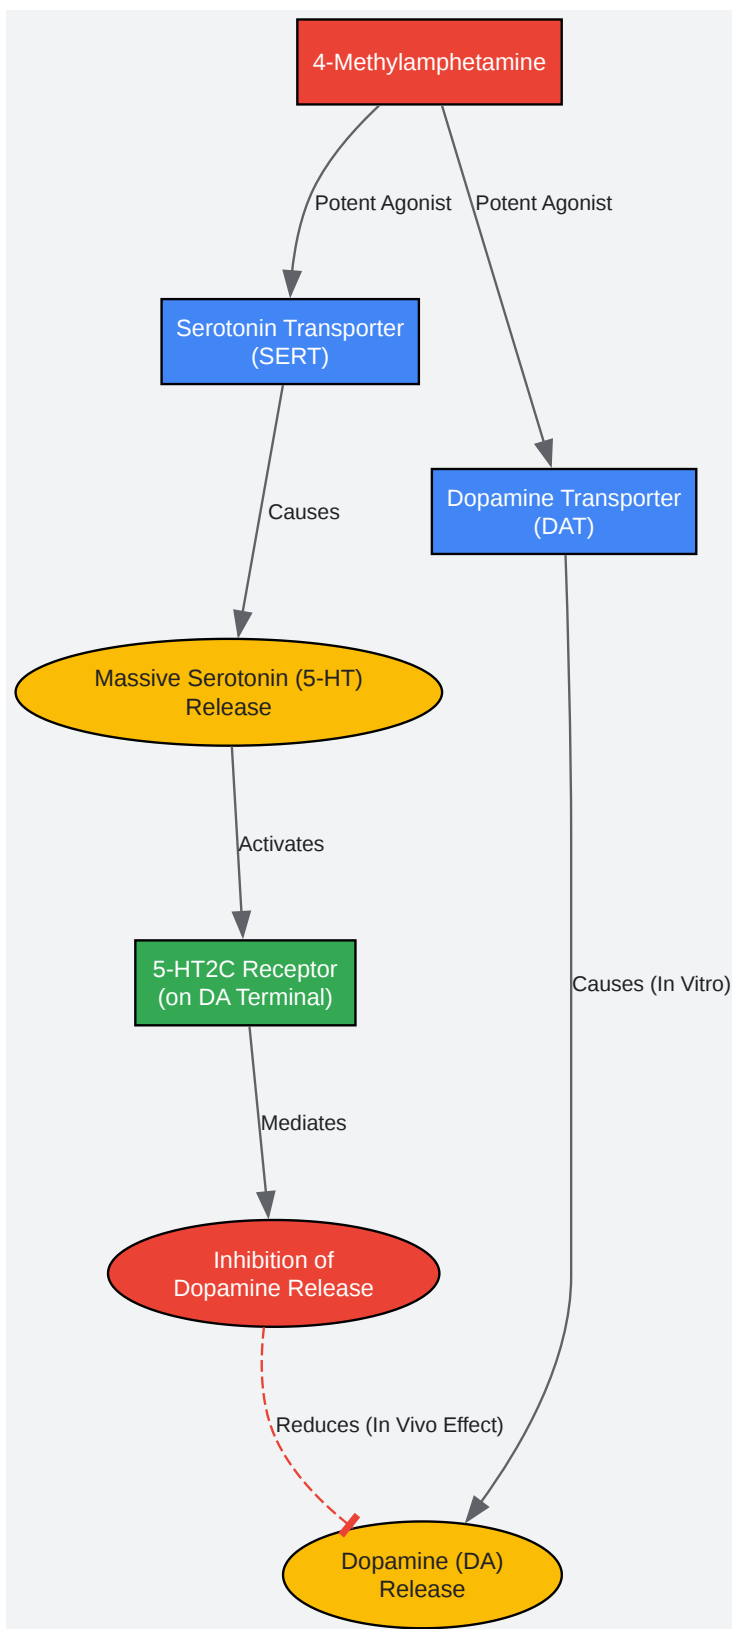 4-Methylamphetamine
Potent Agonist
Potent Agonist
Serotonin Transporter
(SERT)
Dopamine Transporter
(DAT)
Causes
Massive Serotonin (5-HT)
Release
Activates
5-HT2C Receptor
(on DA Terminal)
Causes (In Vitro)
Mediates
Inhibition of
Dopamine Release
Reduces (In Vivo Effect)
Dopamine (DA)
Release